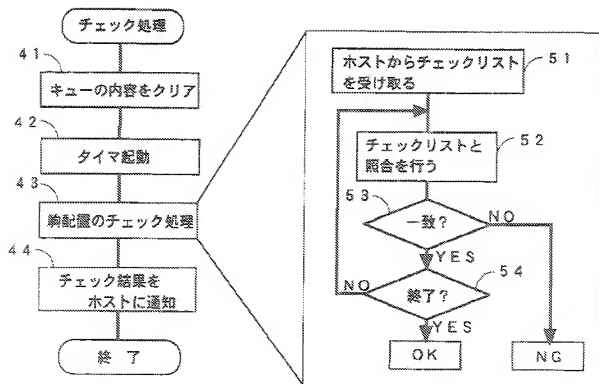 チェック処理
41
キューの内容をクリア
42
タイマ起動
43
駒配置のチェック処理
44
チェック結果を
ホストに通知
終 了
51
ホストからチェックリスト
を受け取る
52
チェックリストと
照合を行う
53
一致?
NO
YES
54
NO
終了?
YES
OK
NG